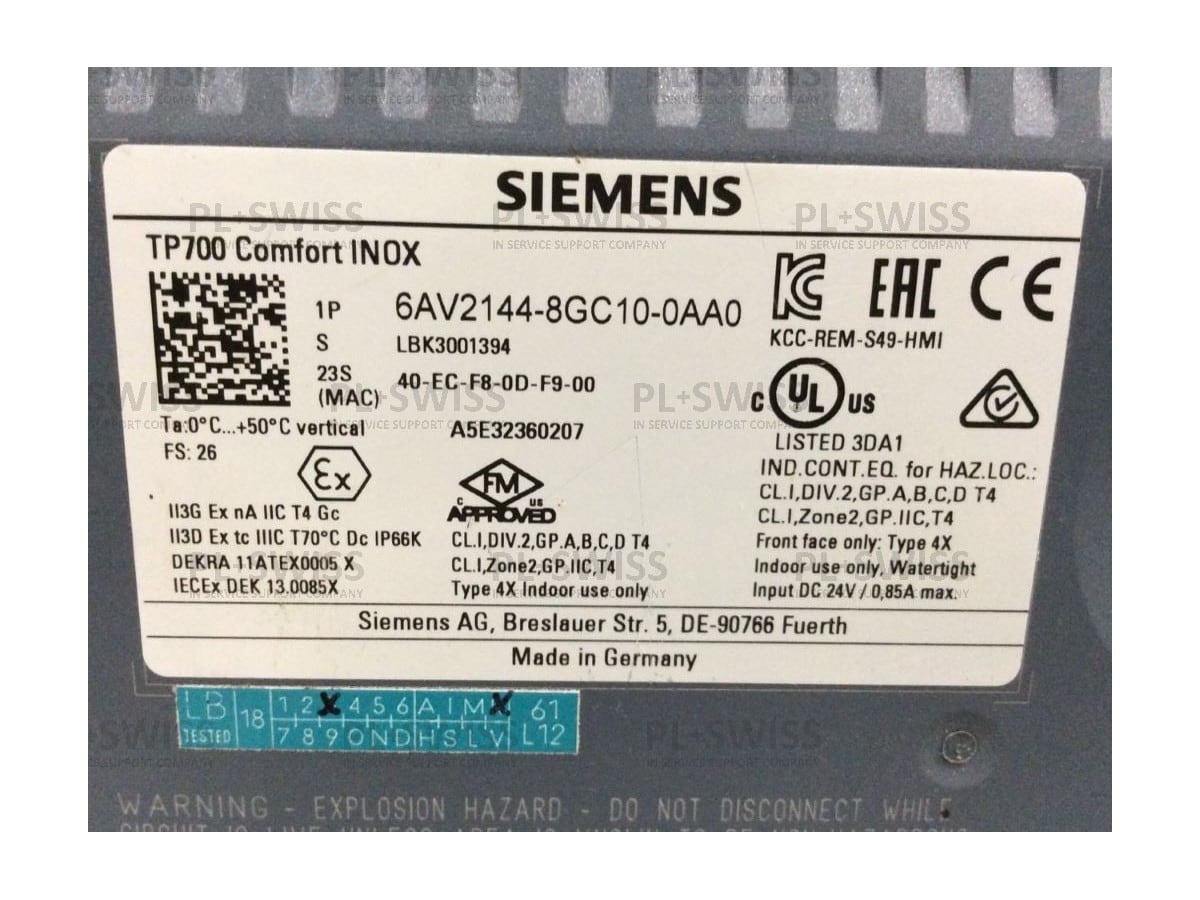 SIEMENS
TP700 Comfort INOX
1P 6AV2144-8GC10-0AA0
S LBK3001394
23S 40-EC-F8-0D-F9-00
(MAC)
Ta:0°C...+50°C vertical A5E32360207
FS: 26
Ex
II3G Ex nA IIC T4 Gc
II3D Ex tc IIIC T70°C Dc IP66K
DEKRA 11ATEX0005 X
IECEx DEK 13.0085X
FM
C US
APPROVED
CL.I,DIV.2,GP.A,B,C,D T4
CL.I,Zone2,GP.IIC,T4
Type 4X Indoor use only
EAC CE
KCC-REM-S49-HMI
C UL US
LISTED 3DA1
IND.CONT.EQ. for HAZ.LOC.:
CL.I,DIV.2,GP.A,B,C,D T4
CL.I,Zone2,GP.IIC,T4
Front face only: Type 4X
Indoor use only, Watertight
Input DC 24V / 0,85A max.
Siemens AG, Breslauer Str. 5, DE-90766 Fuerth
Made in Germany
LB 18 1,2 X 4,5,6 A I M X 61
TESTED 7 8 9 O N D H S L V L12
WARNING - EXPLOSION HAZARD - DO NOT DISCONNECT WHILE
PL+SWISS
IN SERVICE SUPPORT COMPANY